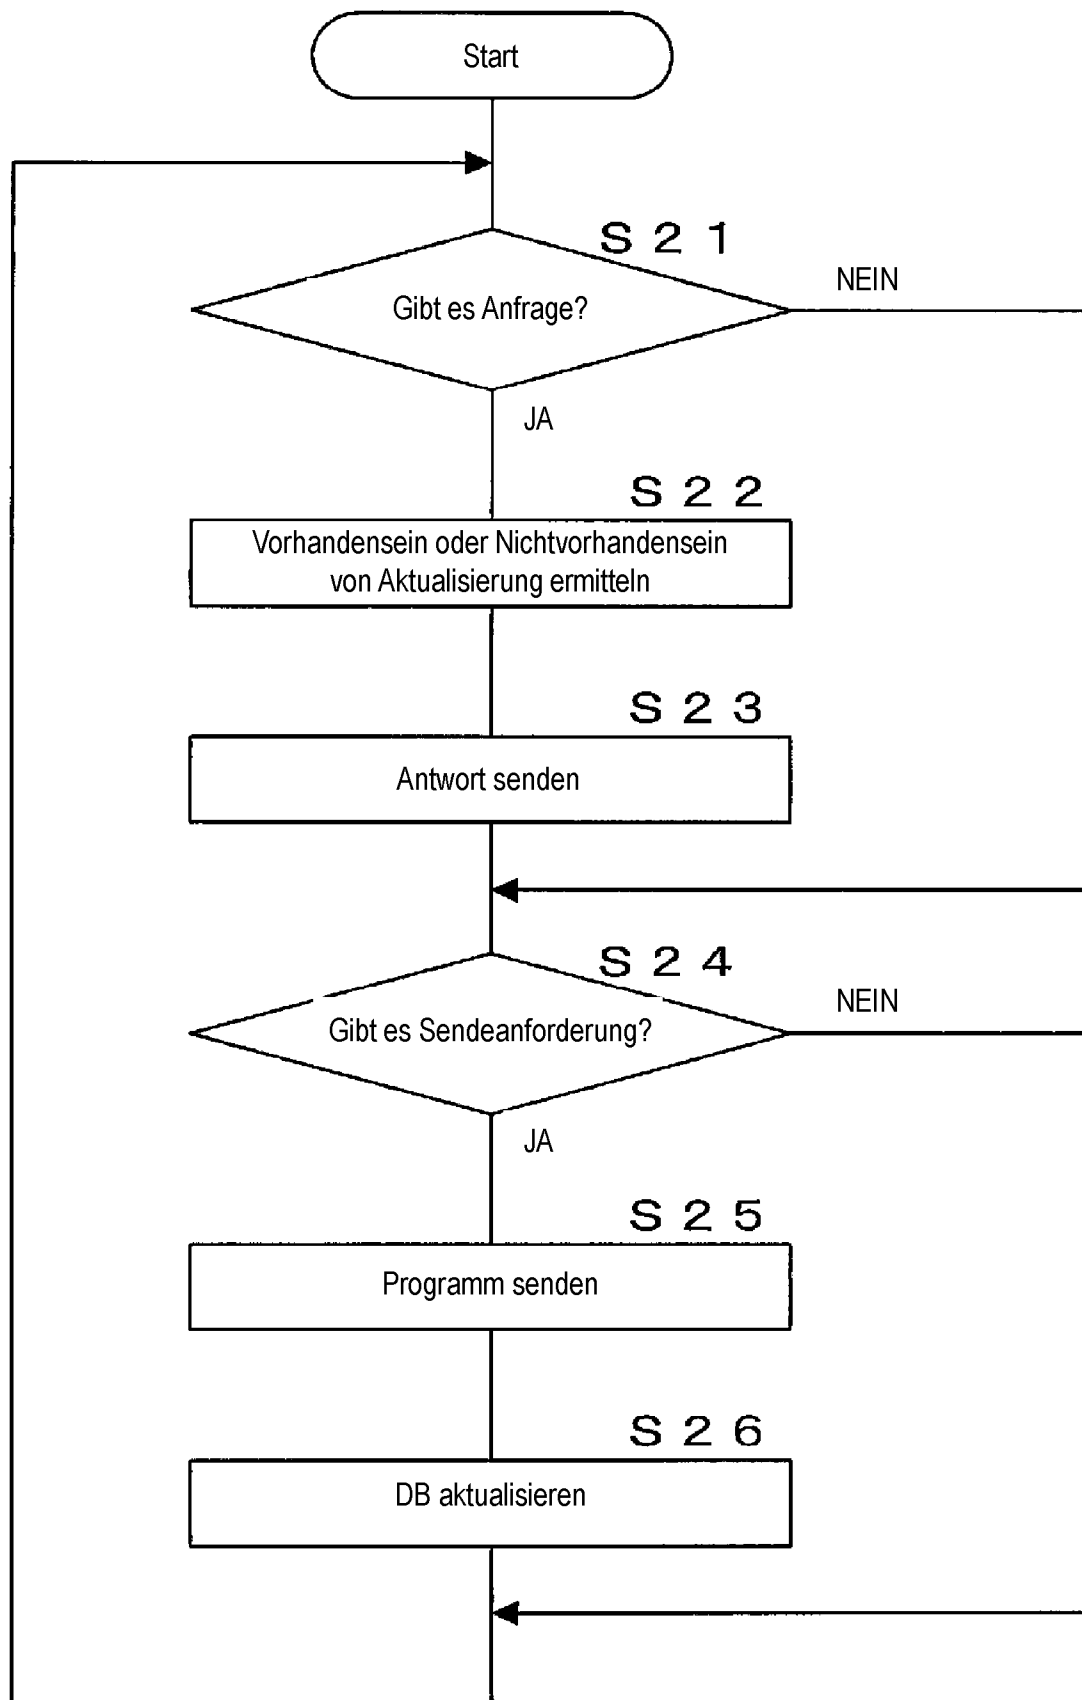 Start
S 2 1
NEIN
Gibt es Anfrage?
JA
S 2 2
Vorhandensein oder Nichtvorhandensein
von Aktualisierung ermitteln
S 2 3
Antwort senden
S 2 4
NEIN
Gibt es Sendeanforderung?
JA
S 2 5
Programm senden
S 2 6
DB aktualisieren